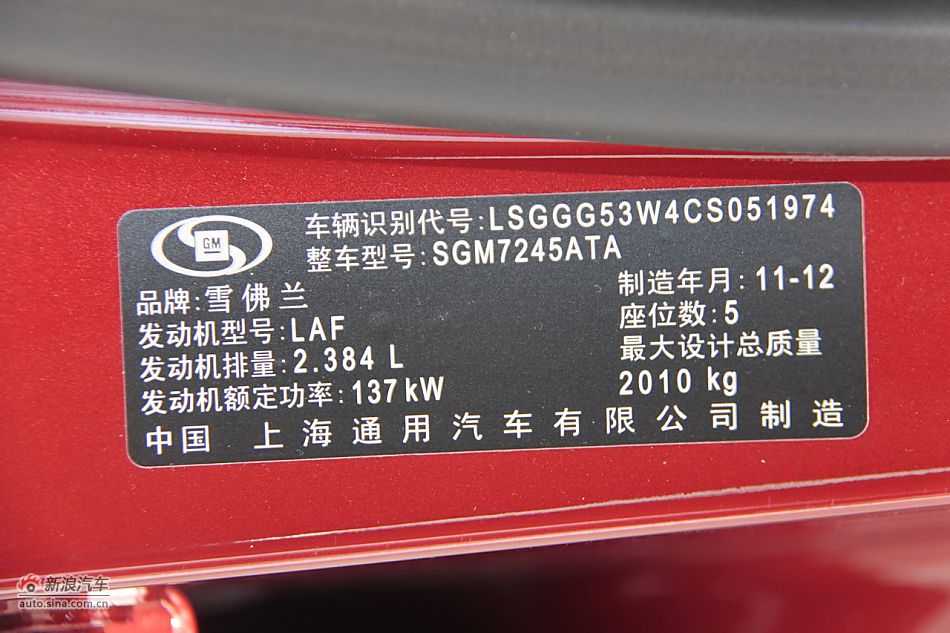 GM
车辆识别代号:LSGGG53W4CS051974
整车型号:SGM7245ATA
品牌:雪佛兰
制造年月:11-12
发动机型号:LAF
座位数:5
发动机排量:2.384 L
最大设计总质量
发动机额定功率:137kW
2010 kg
中国 上海通用汽车有限公司制造
新浪汽车
auto.sina.com.cn